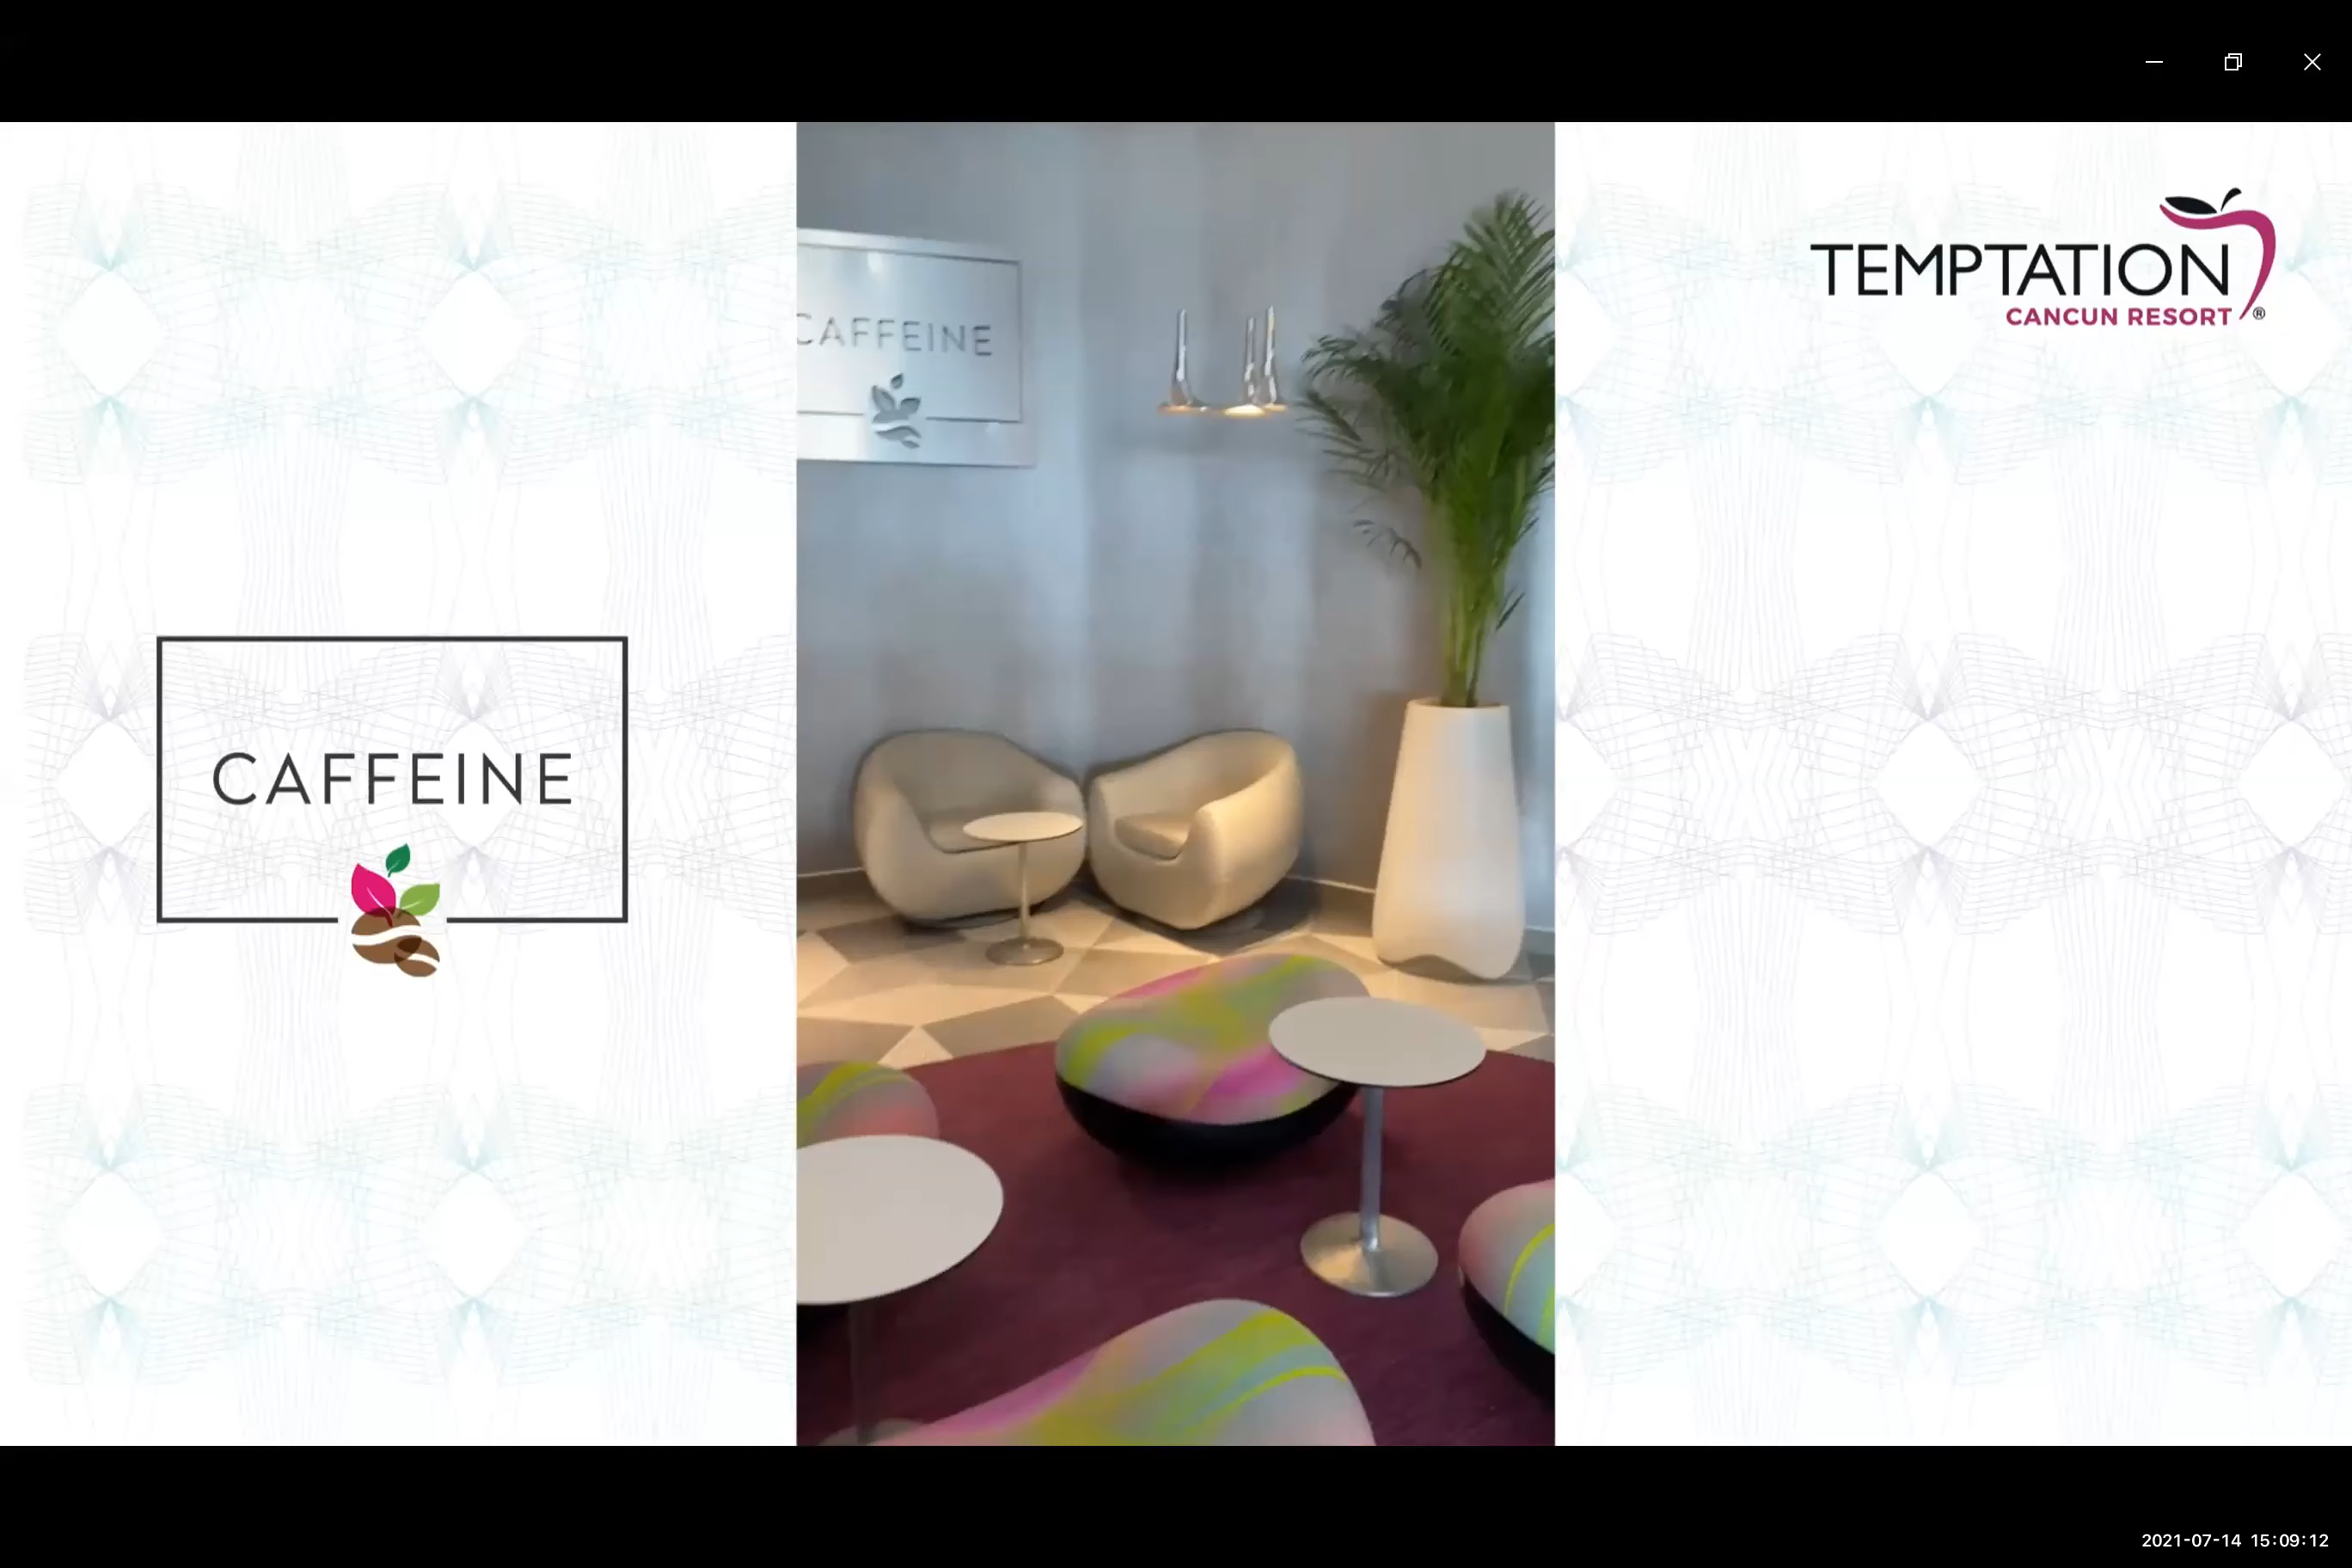 TEMPTATION
CANCUN RESORT®
CAFFEINE
CAFFEINE
2021-07-14 15:09:12